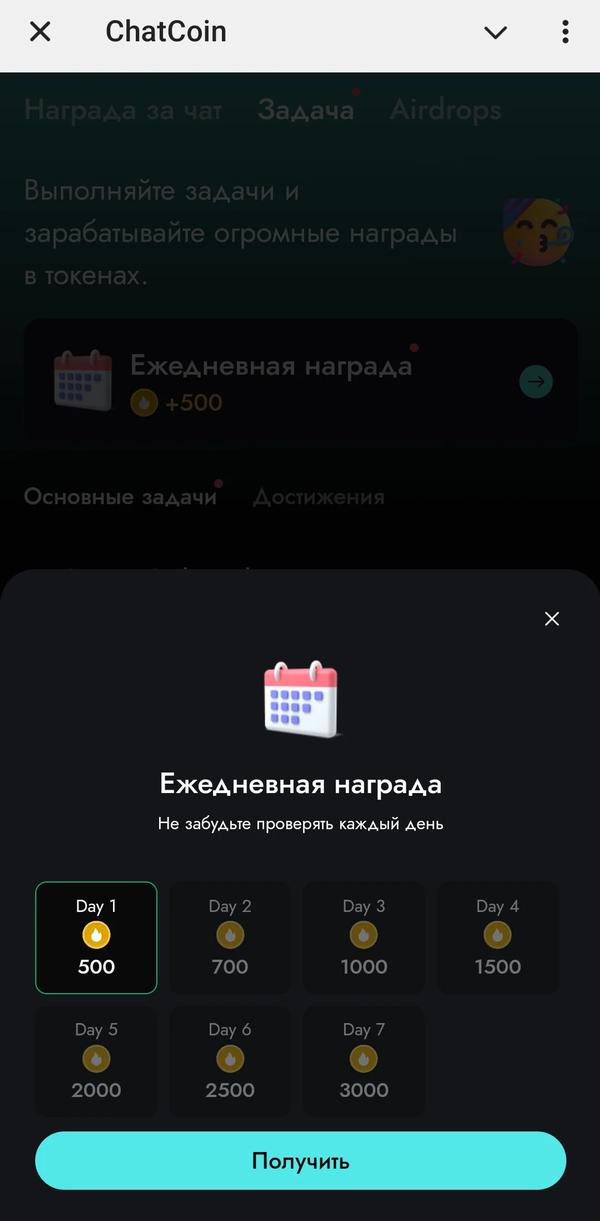 ChatCoin
Награда за чат Задача Airdrops
Выполняйте задачи и
зарабатывайте огромные награды
в токенах.
Ежедневная награда
+500
Основные задачи Достижения
Ежедневная награда
Не забудьте проверять каждый день
Day 1 Day 2 Day 3 Day 4
500 700 1000 1500
Day 5 Day 6 Day 7
2000 2500 3000
Получить